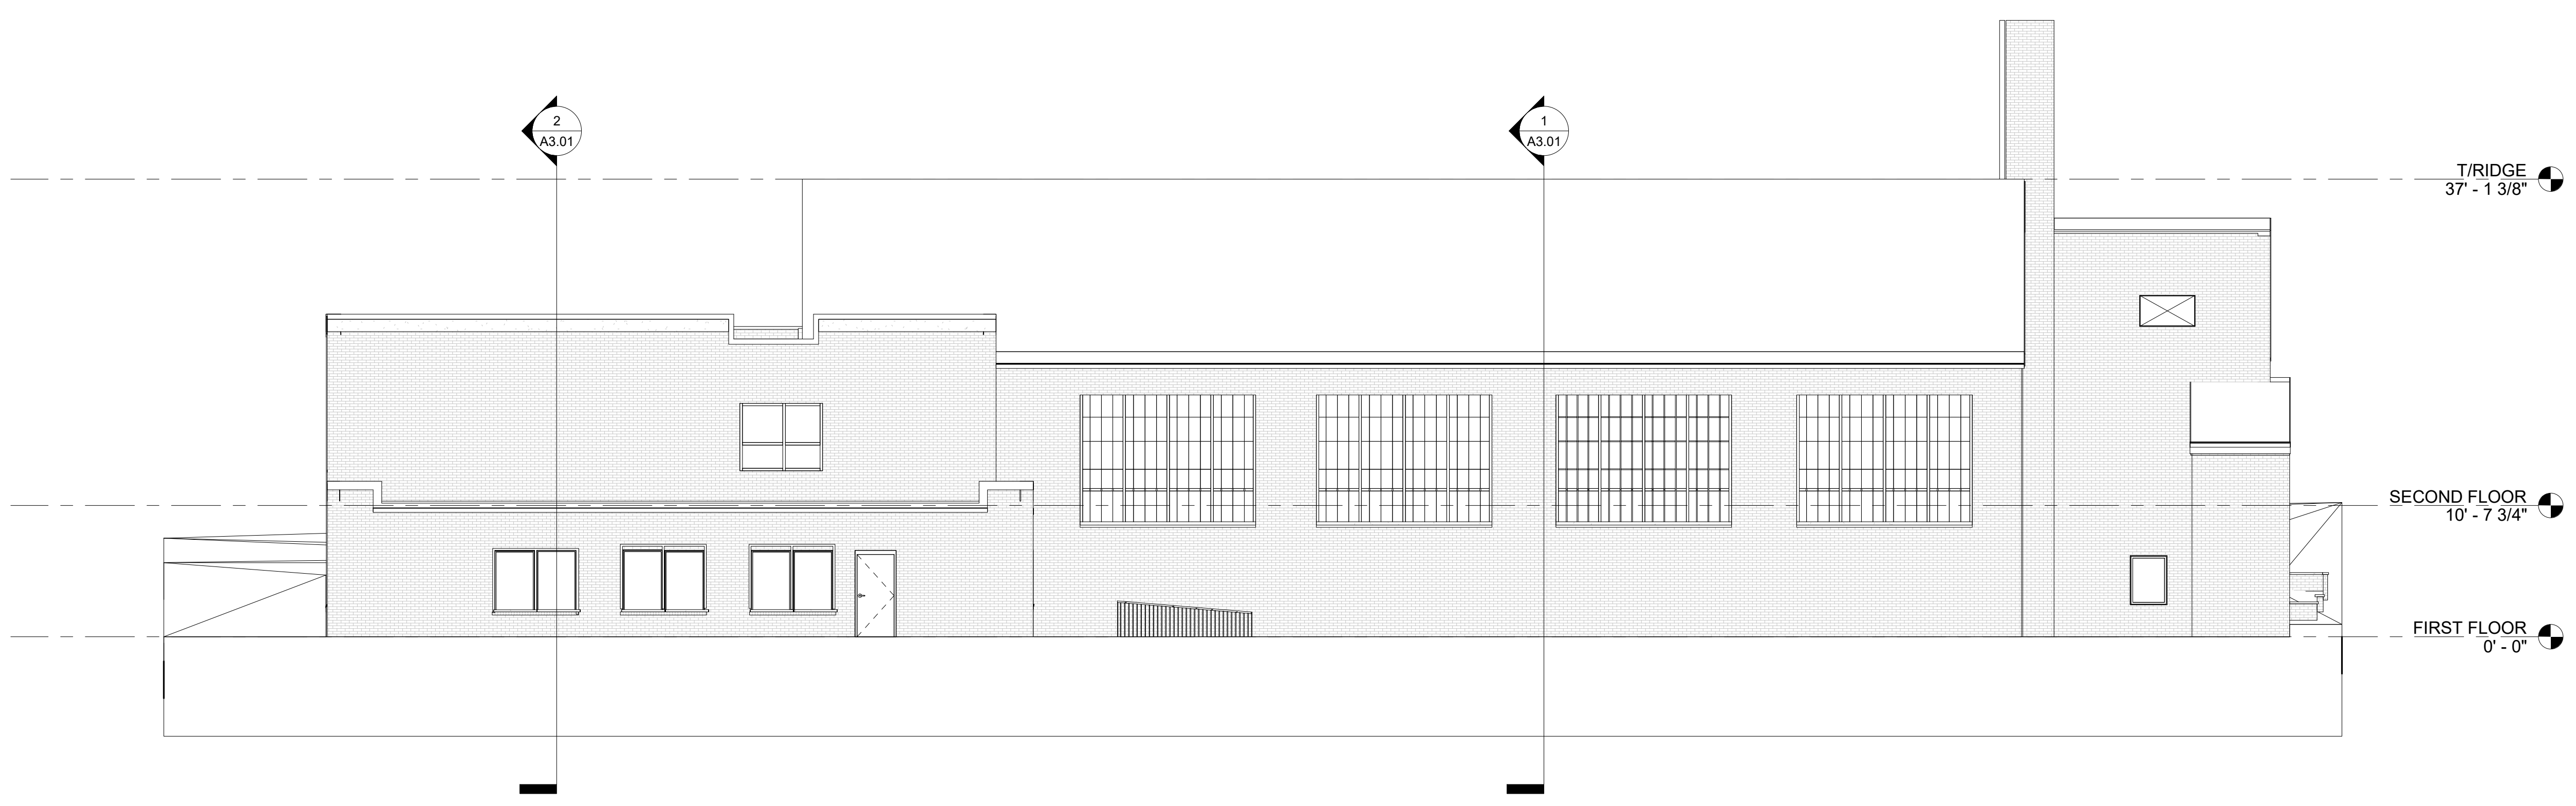 2
A3.01
1
A3.01
T/RIDGE
37' - 1 3/8"
SECOND FLOOR
10' - 7 3/4"
FIRST FLOOR
0' - 0"